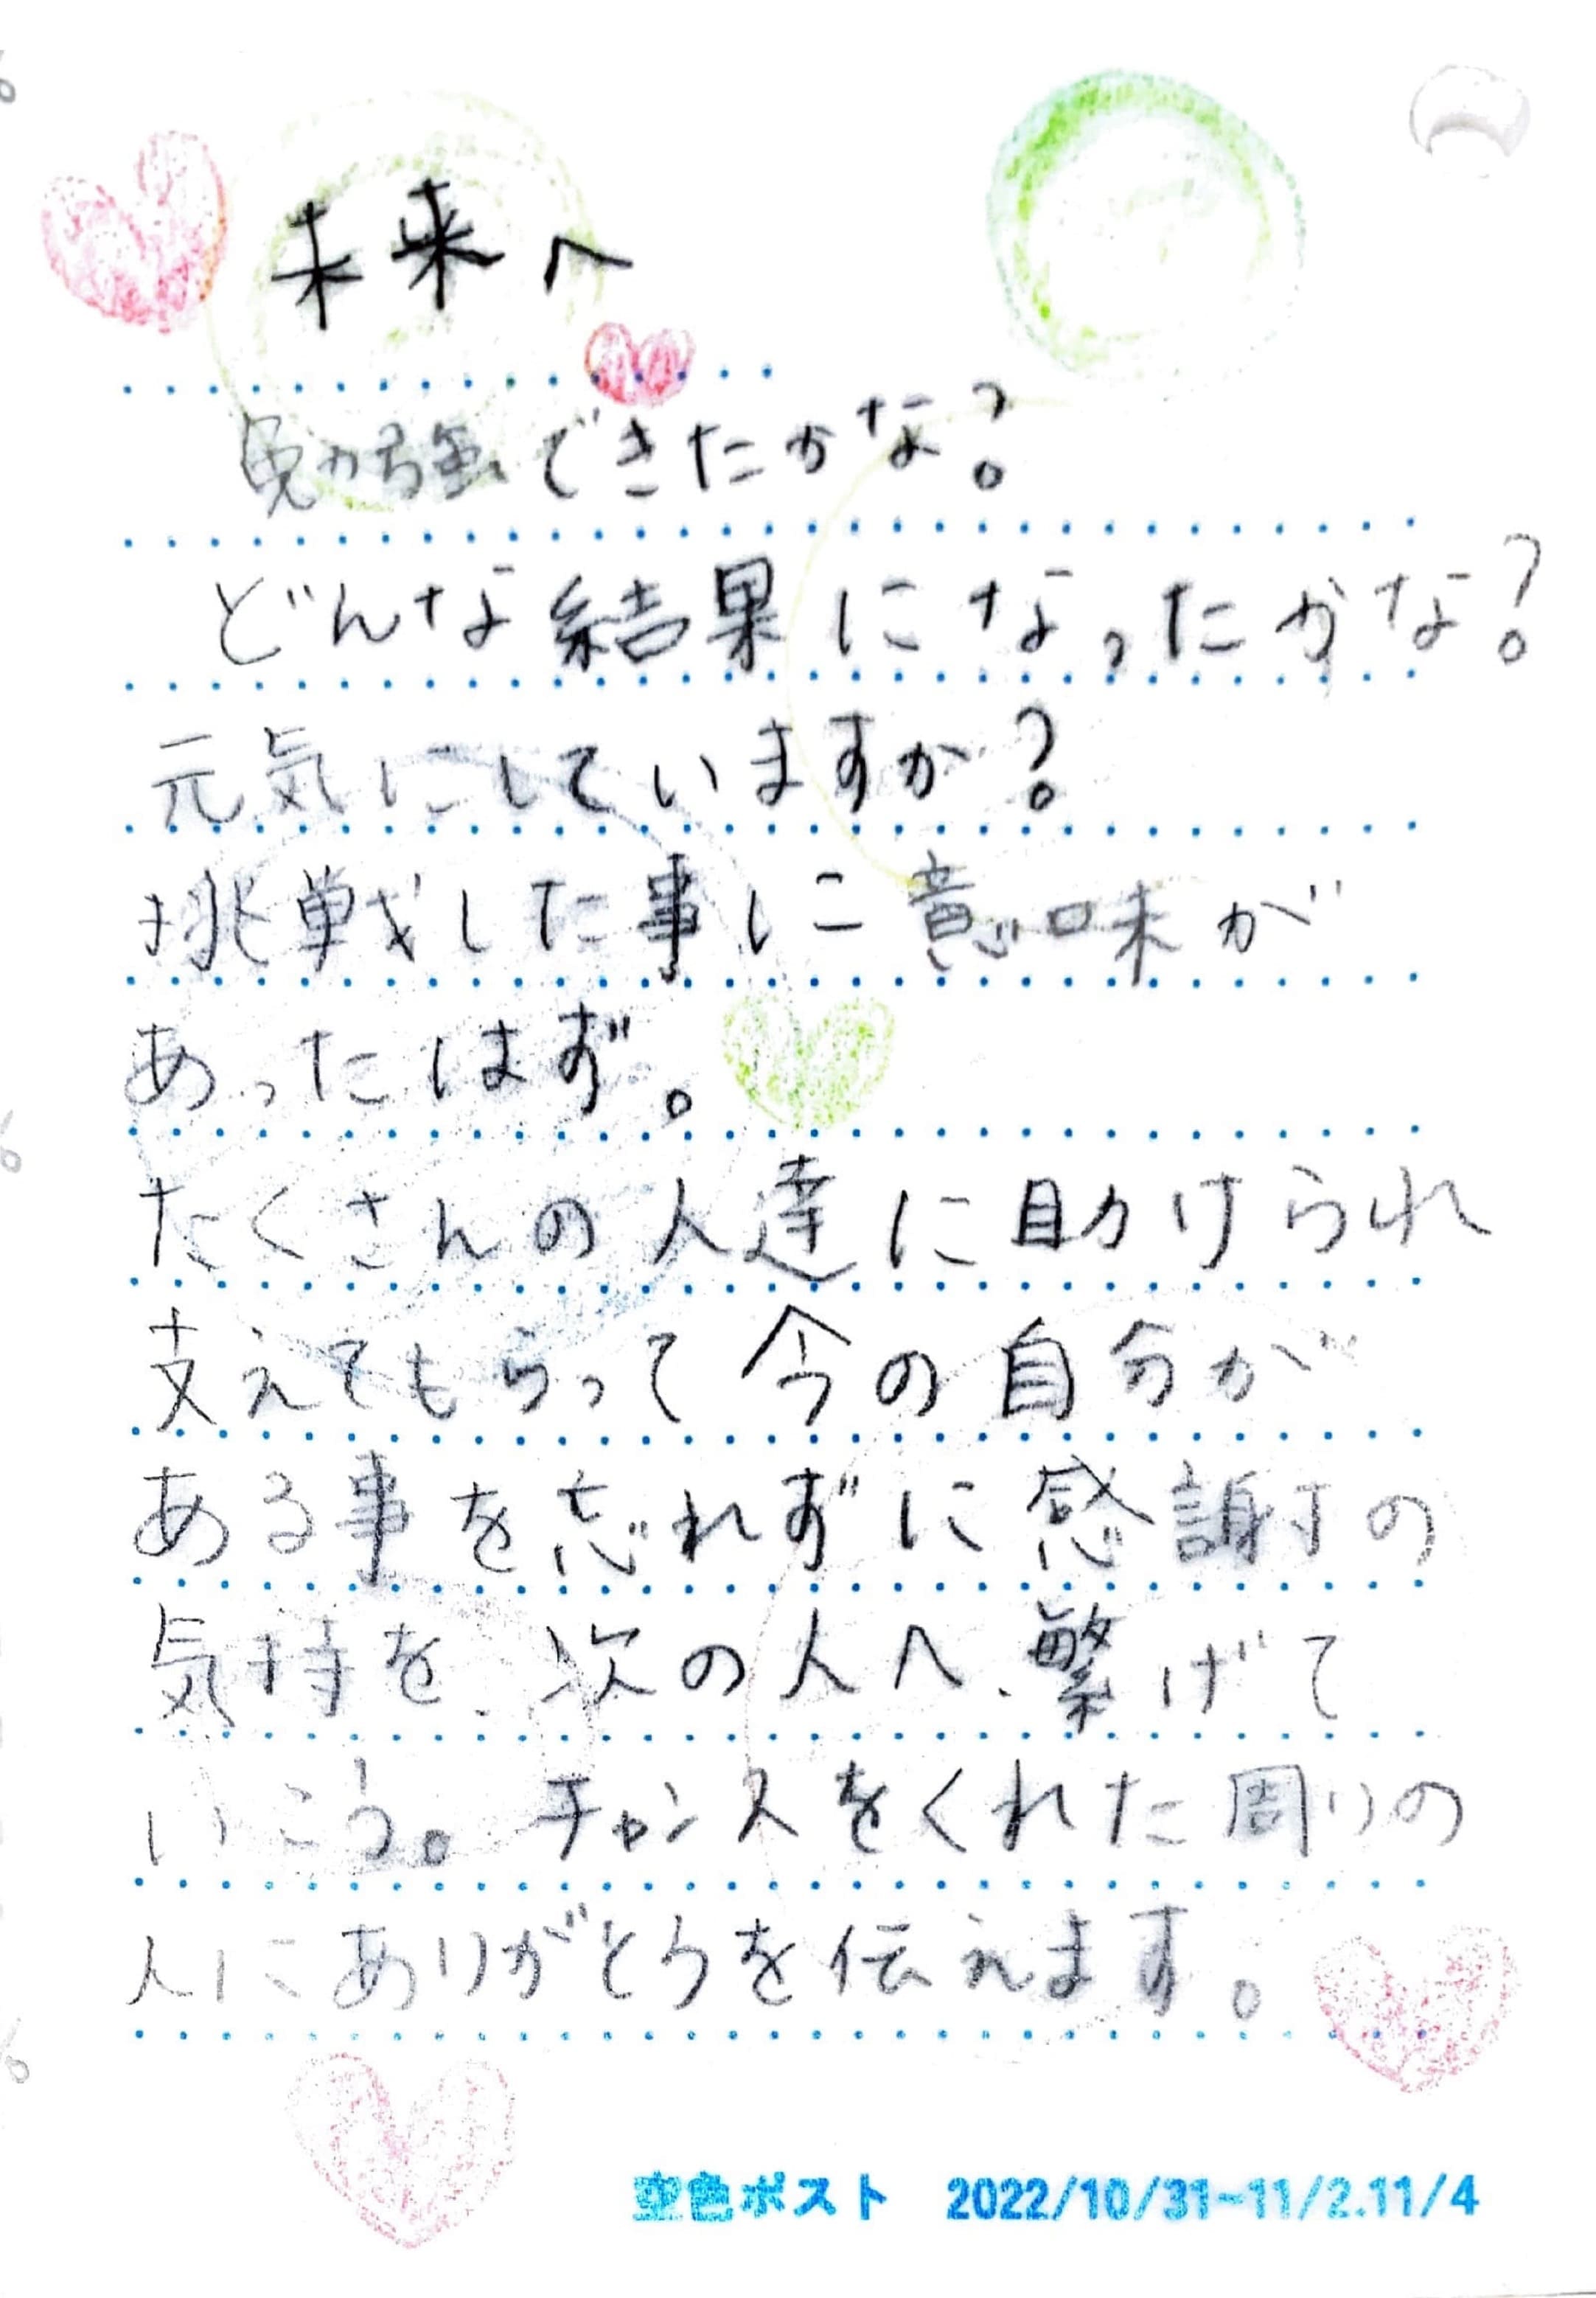 未来へ
勉強できたかな?
どんな結果になったかな?
元気にしていますか?
挑戦した事に意味が
あったはず。
たくさんの人達に助けられ
支えてもらって今の自分が
ある事を忘れずに感謝の
気持を、次の人へ、繋げて
いこう。チャンスをくれた周りの
人にありがとうを伝えます。
空色ポスト 2022/10/31-11/2.11/4